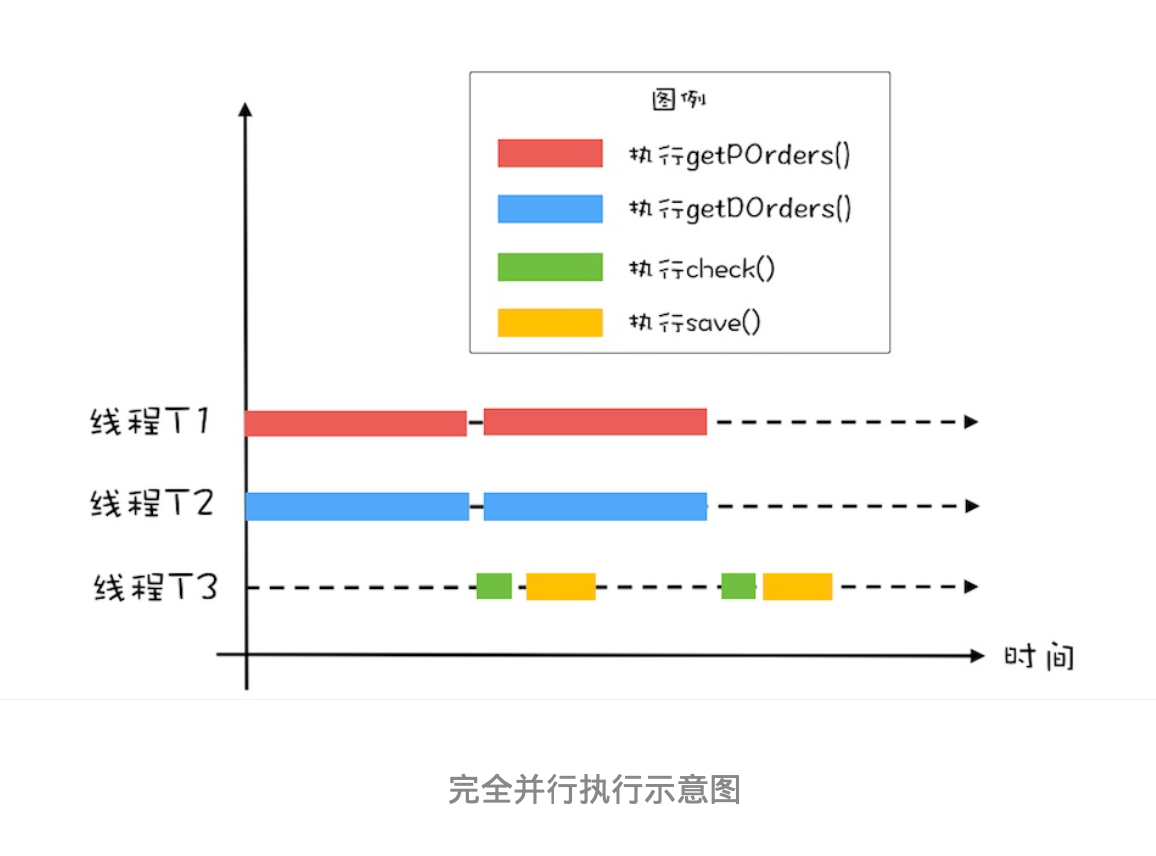 图例
执行getPOrders()
执行getDOrders()
执行check()
执行save()
线程T1
线程T2
线程T3
时间
完全并行执行示意图